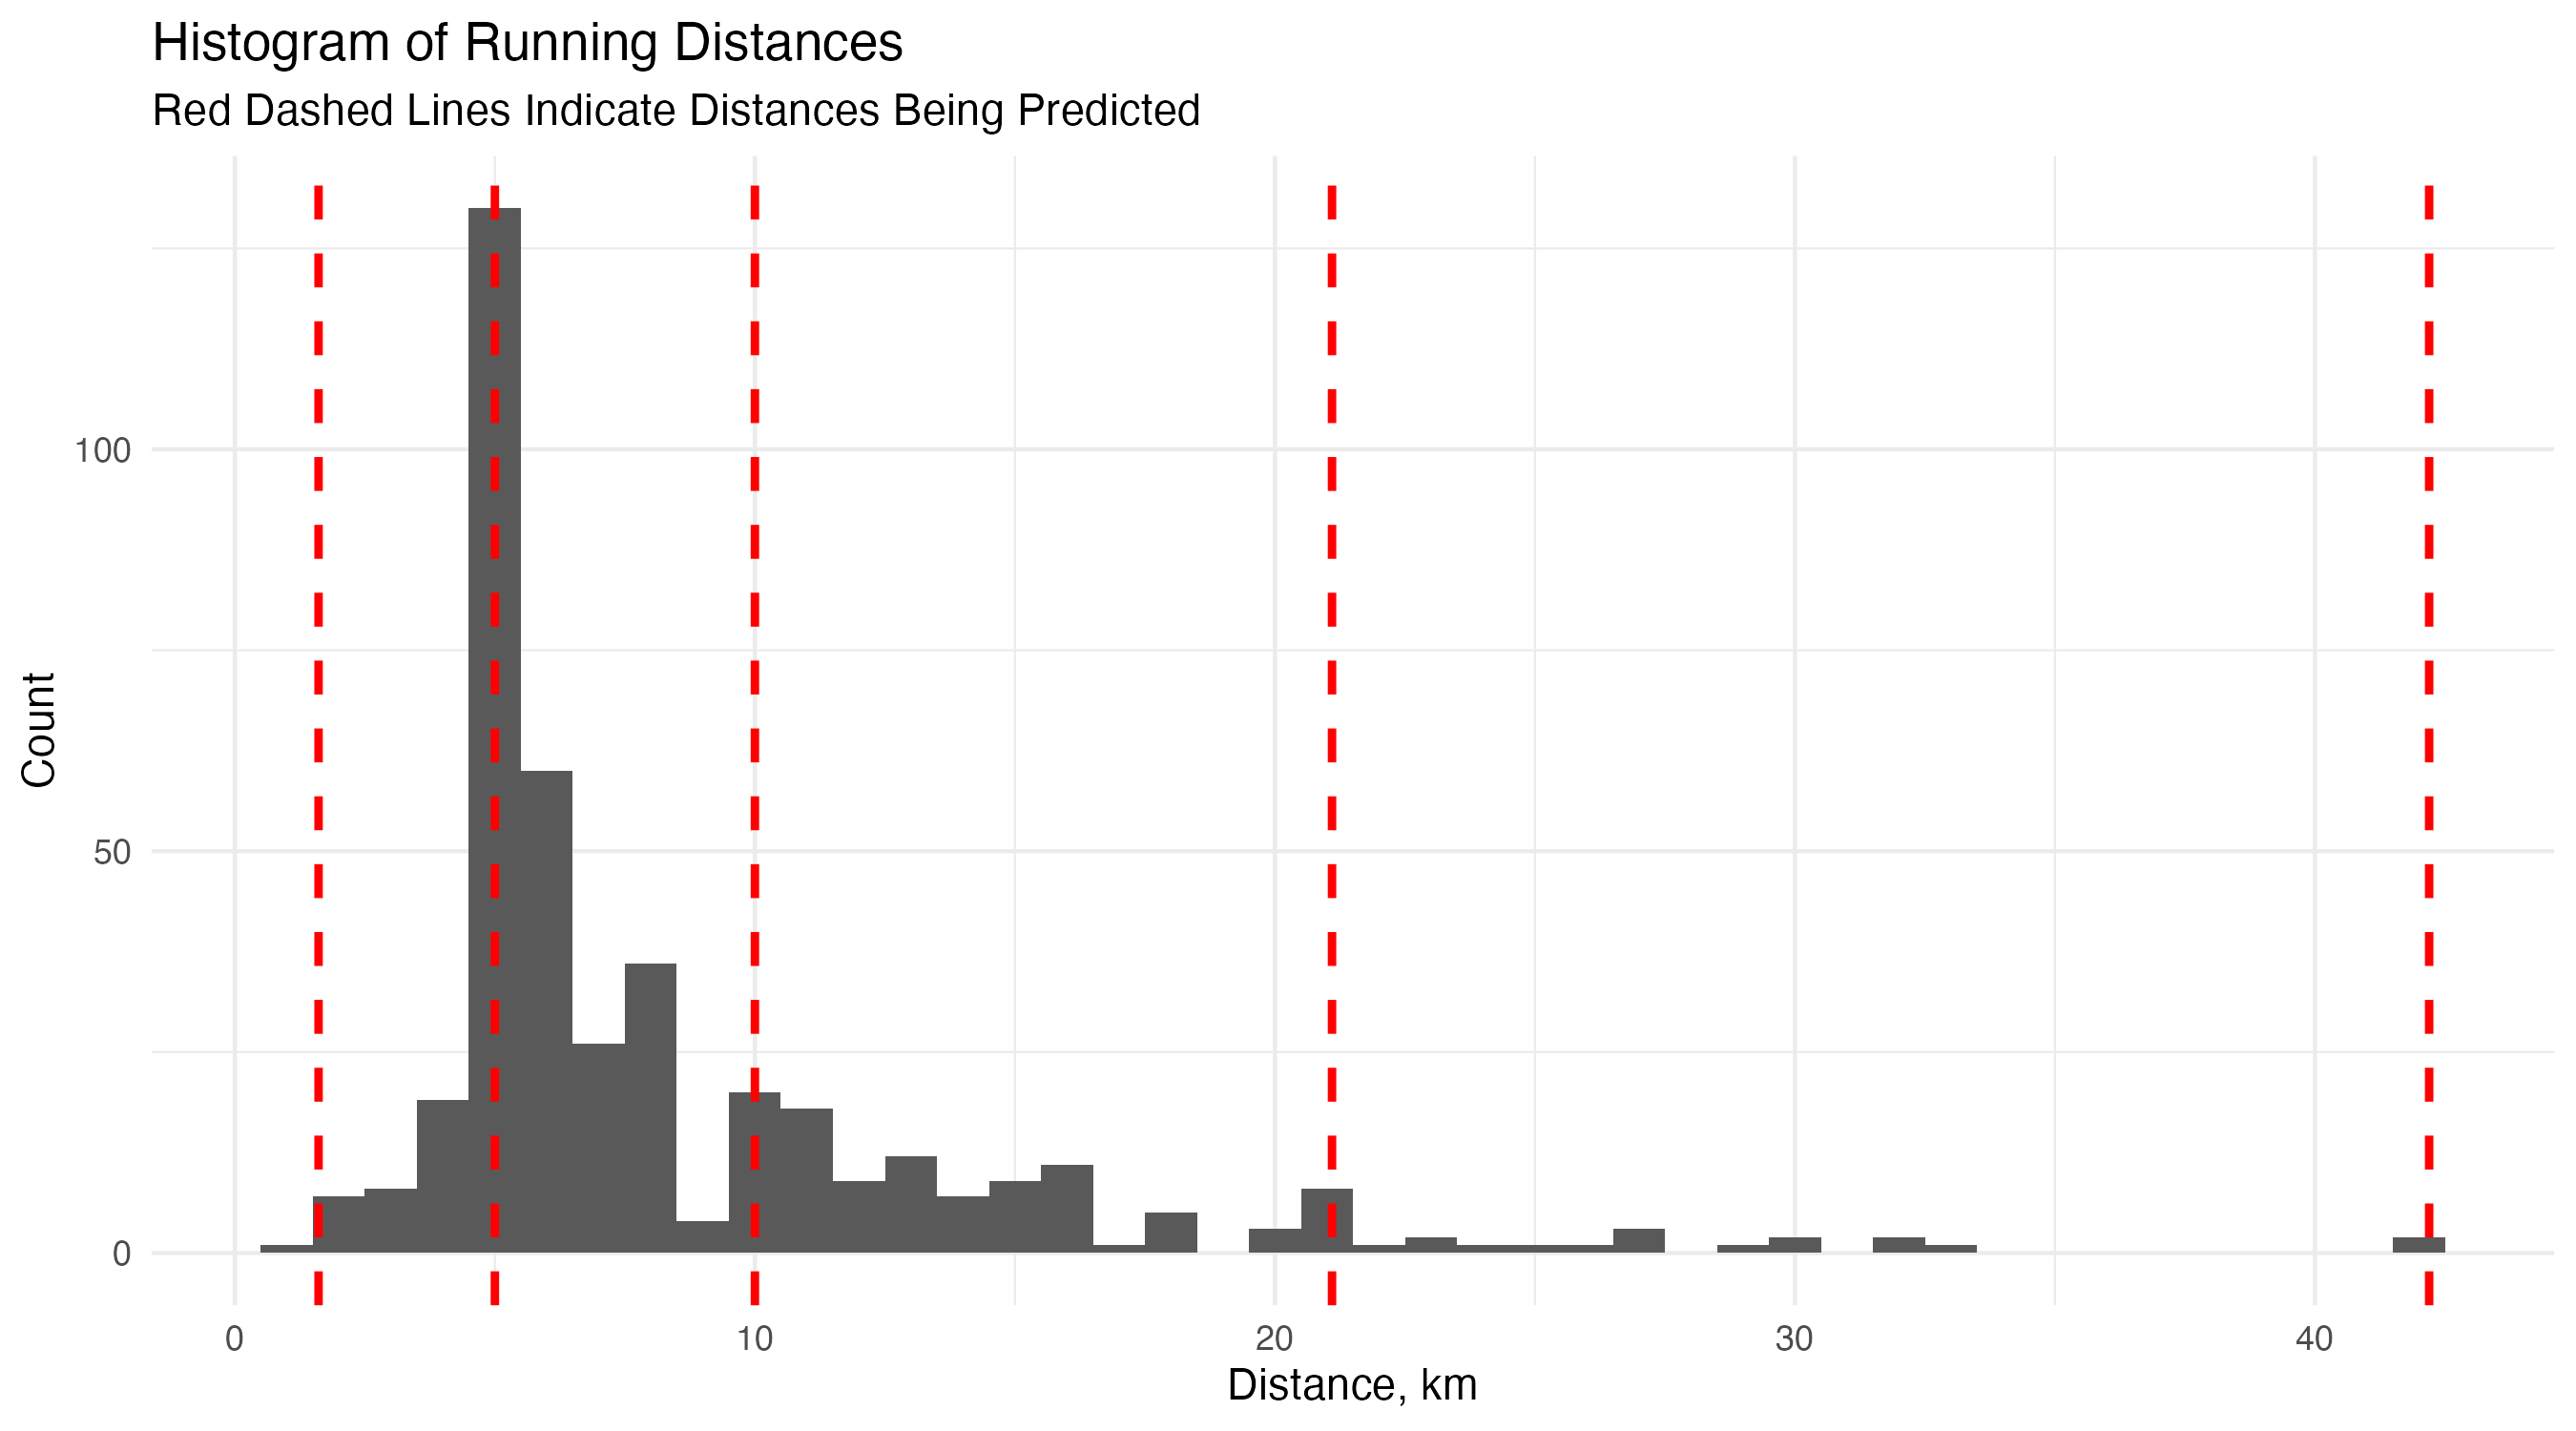 Histogram of Running Distances
Red Dashed Lines Indicate Distances Being Predicted
100
50
0
Count
0 10 20 30 40
Distance, km